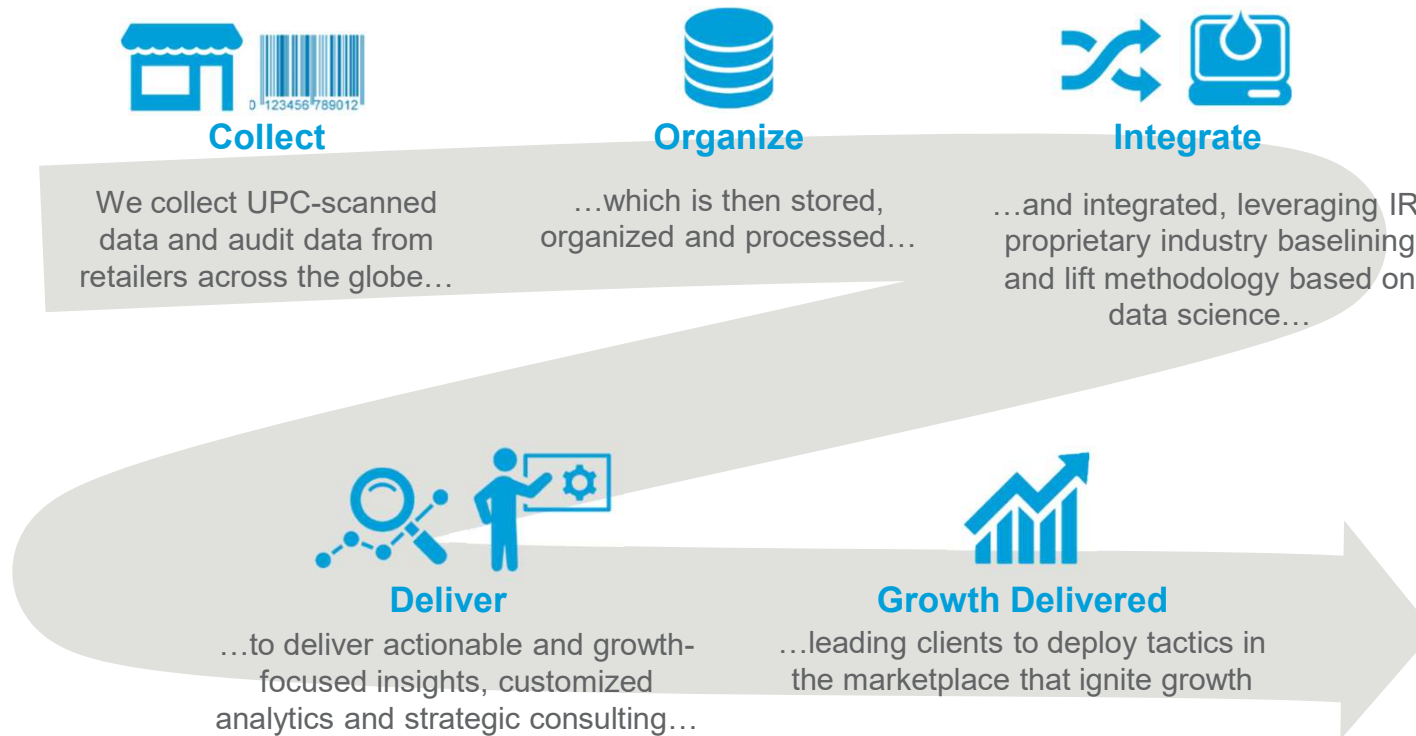 0 123456 789012
Collect
We collect UPC-scanned
data and audit data from
retailers across the globe…
Organize
…which is then stored,
organized and processed…
Integrate
…and integrated, leveraging IR
proprietary industry baselining
and lift methodology based on
data science…
Deliver
…to deliver actionable and growth-
focused insights, customized
analytics and strategic consulting…
Growth Delivered
…leading clients to deploy tactics in
the marketplace that ignite growth